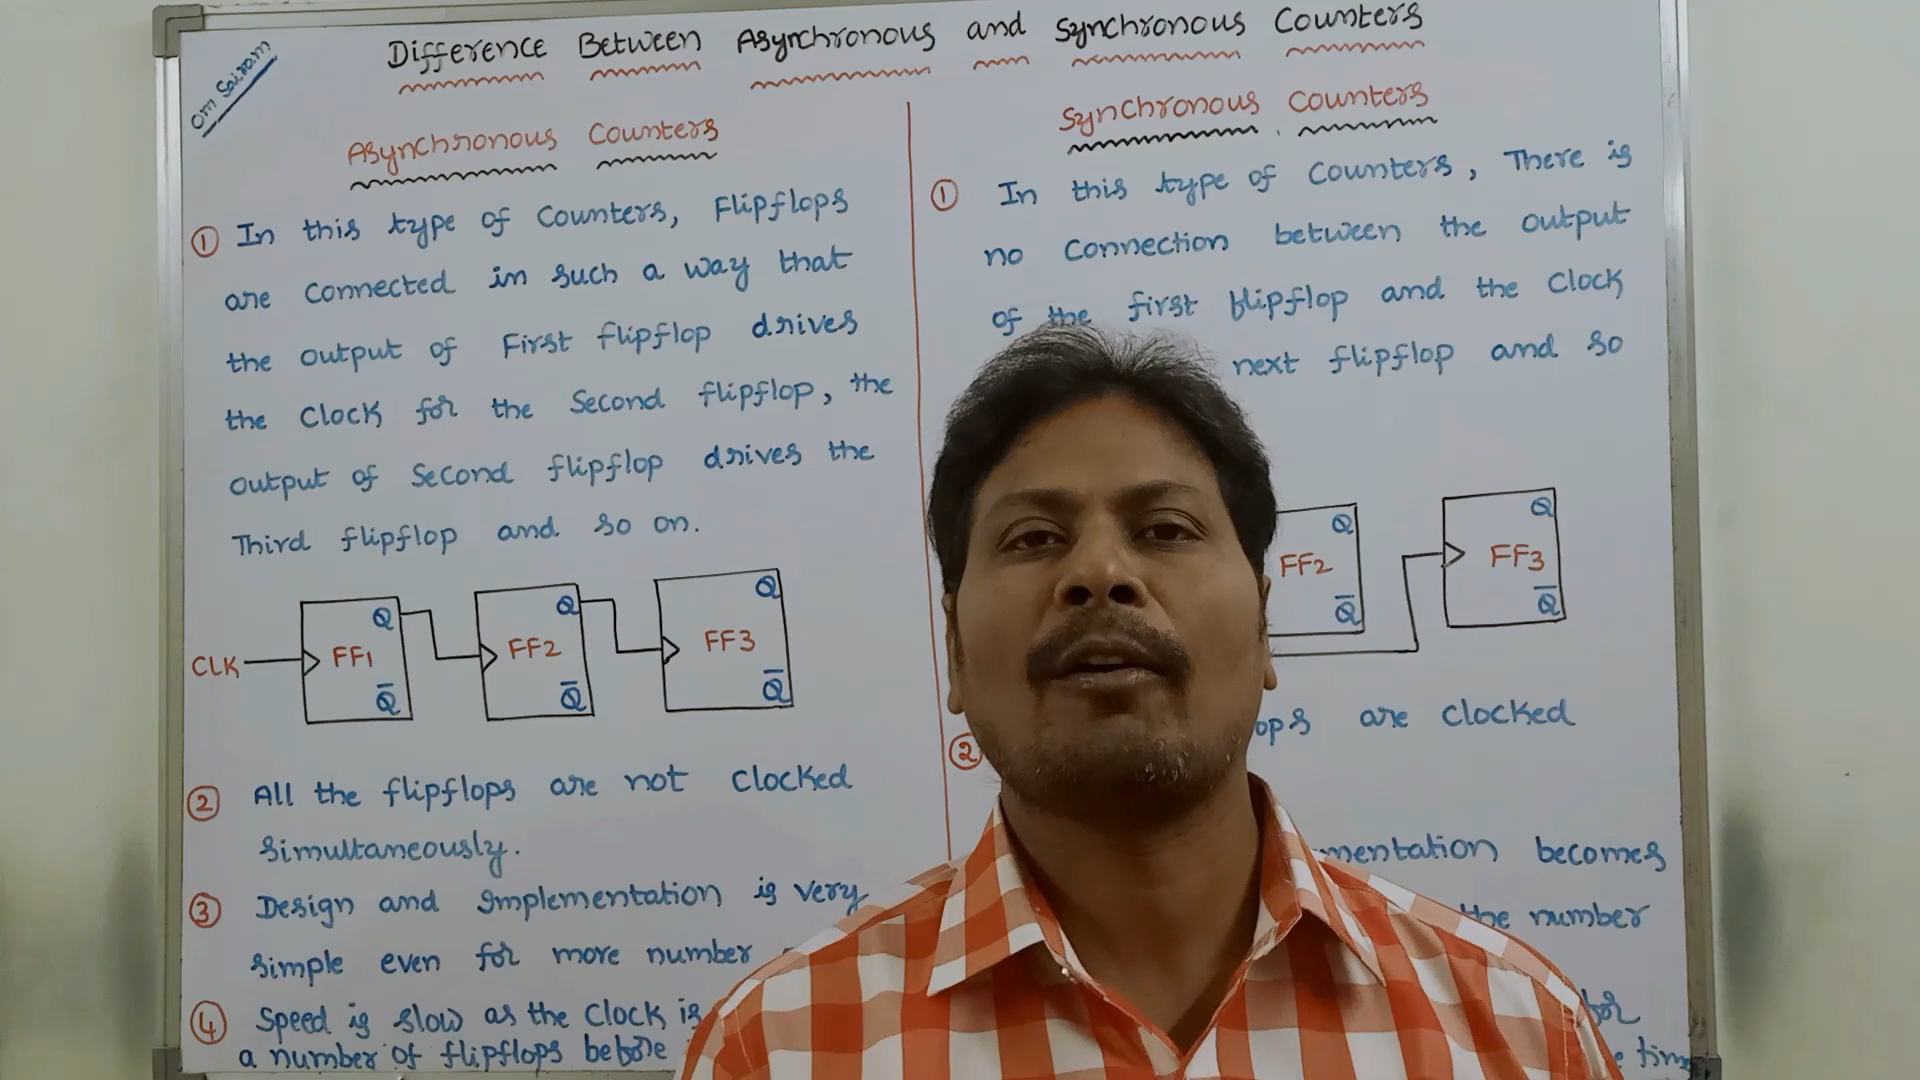 Om Sairam
Difference Between Asynchronous and Synchronous Counters
Asynchronous Counters
① In this type of Counters, Flipflops
are connected in such a way that
the output of First flipflop drives
the Clock for the Second flipflop, the
output of Second flipflop drives the
Third flipflop and so on.
CLK
FF1
Q
Q̅
FF2
Q
Q̅
FF3
Q
Q̅
② All the flipflops are not Clocked
Simultaneously.
③ Design and Implementation is very
Simple even for more number
④ Speed is slow as the Clock is
a number of flipflops before
Synchronous Counters
① In this type of Counters, There is
no Connection between the output
of the first flipflop and the Clock
next flipflop and so
FF2
Q
Q̅
FF3
Q
Q̅
②
are Clocked
becomes
the number